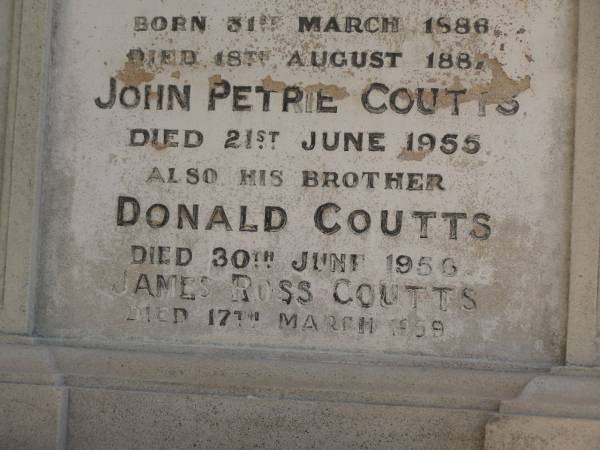 BORN 31ST MARCH 1886
DIED 18TH AUGUST 188
JOHN PETRIE COUTTS
DIED 21ST JUNE 1955
ALSO HIS BROTHER
DONALD COUTTS
DIED 30TH JUNE 1956
JAMES ROSS COUTTS
DIED 17TH MARCH 1959